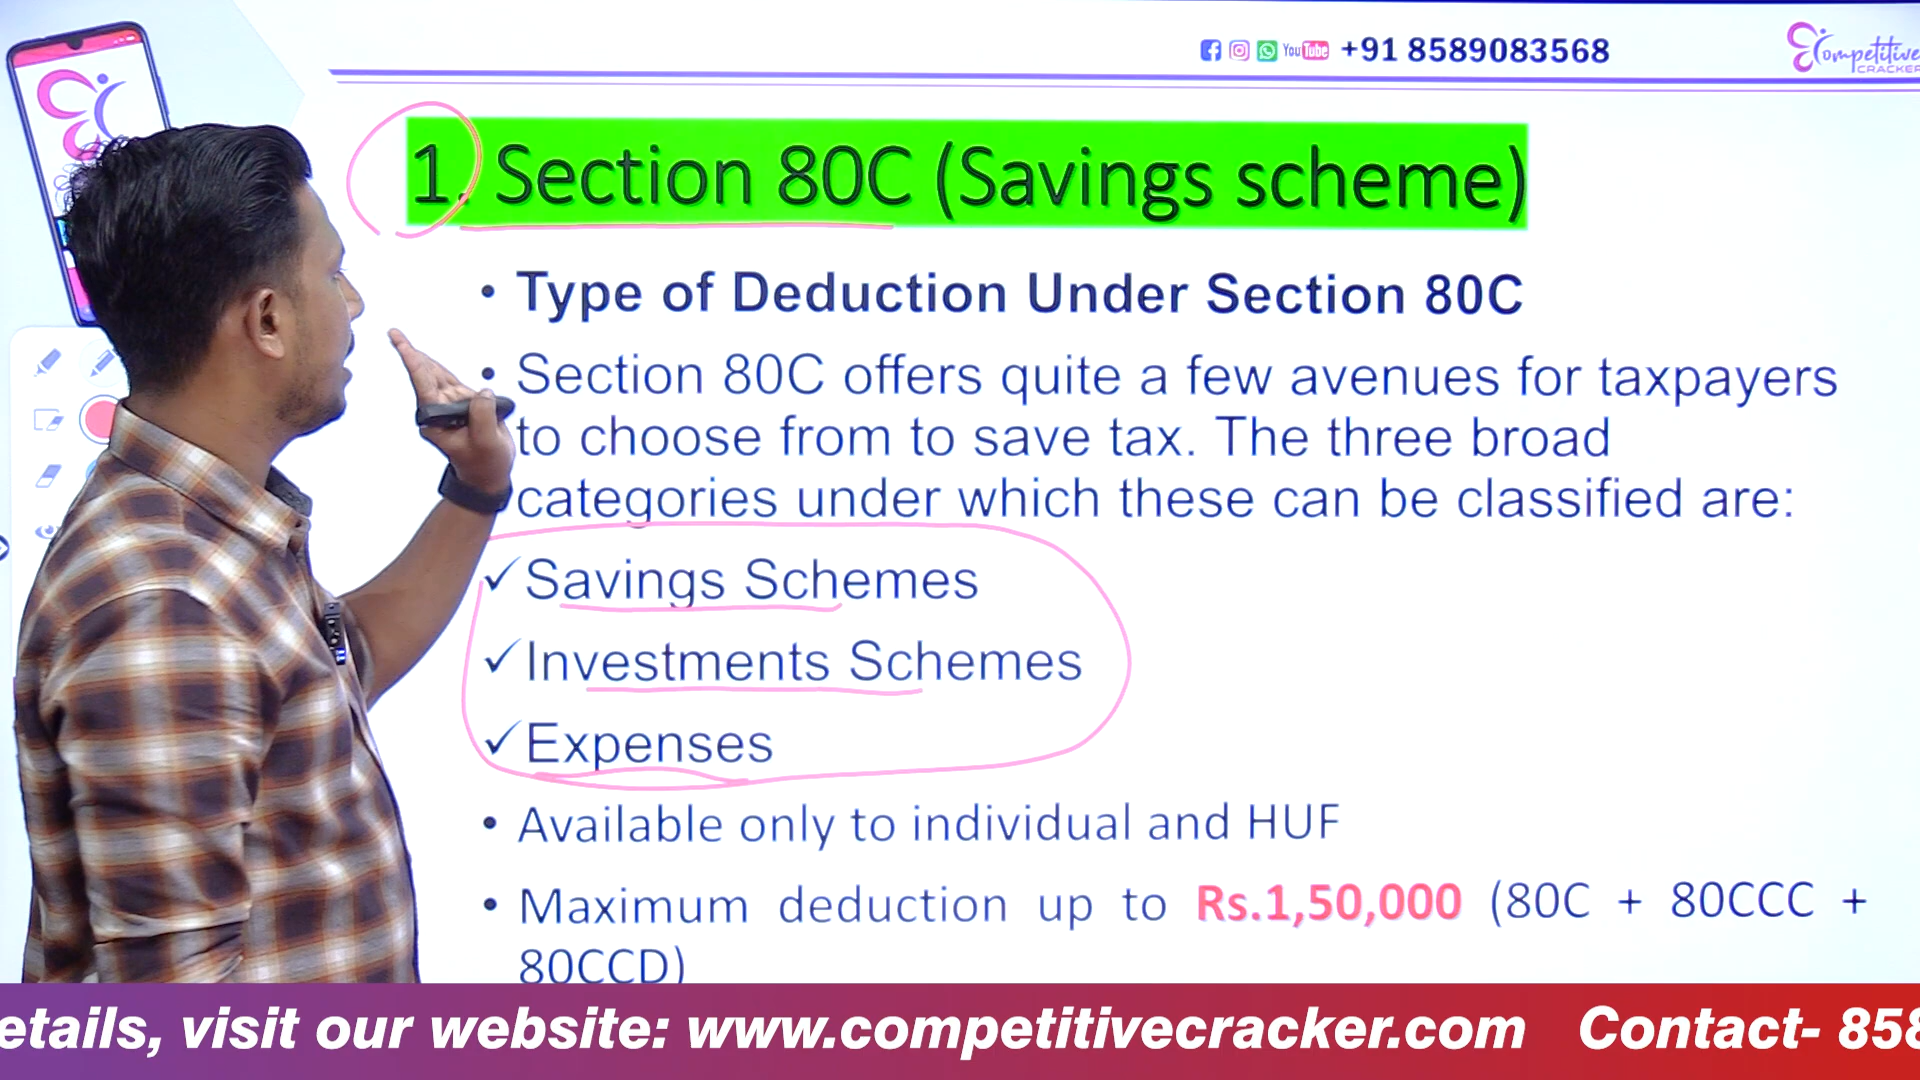 You Tube +91 8589083568
Competitive
CRACKER
1. Section 80C (Savings scheme)
• Type of Deduction Under Section 80C
• Section 80C offers quite a few avenues for taxpayers
to choose from to save tax. The three broad
categories under which these can be classified are:
✓ Savings Schemes
✓ Investments Schemes
✓ Expenses
• Available only to individual and HUF
• Maximum deduction up to Rs.1,50,000 (80C + 80CCC +
80CCD)
etails, visit our website: www.competitivecracker.com Contact- 858